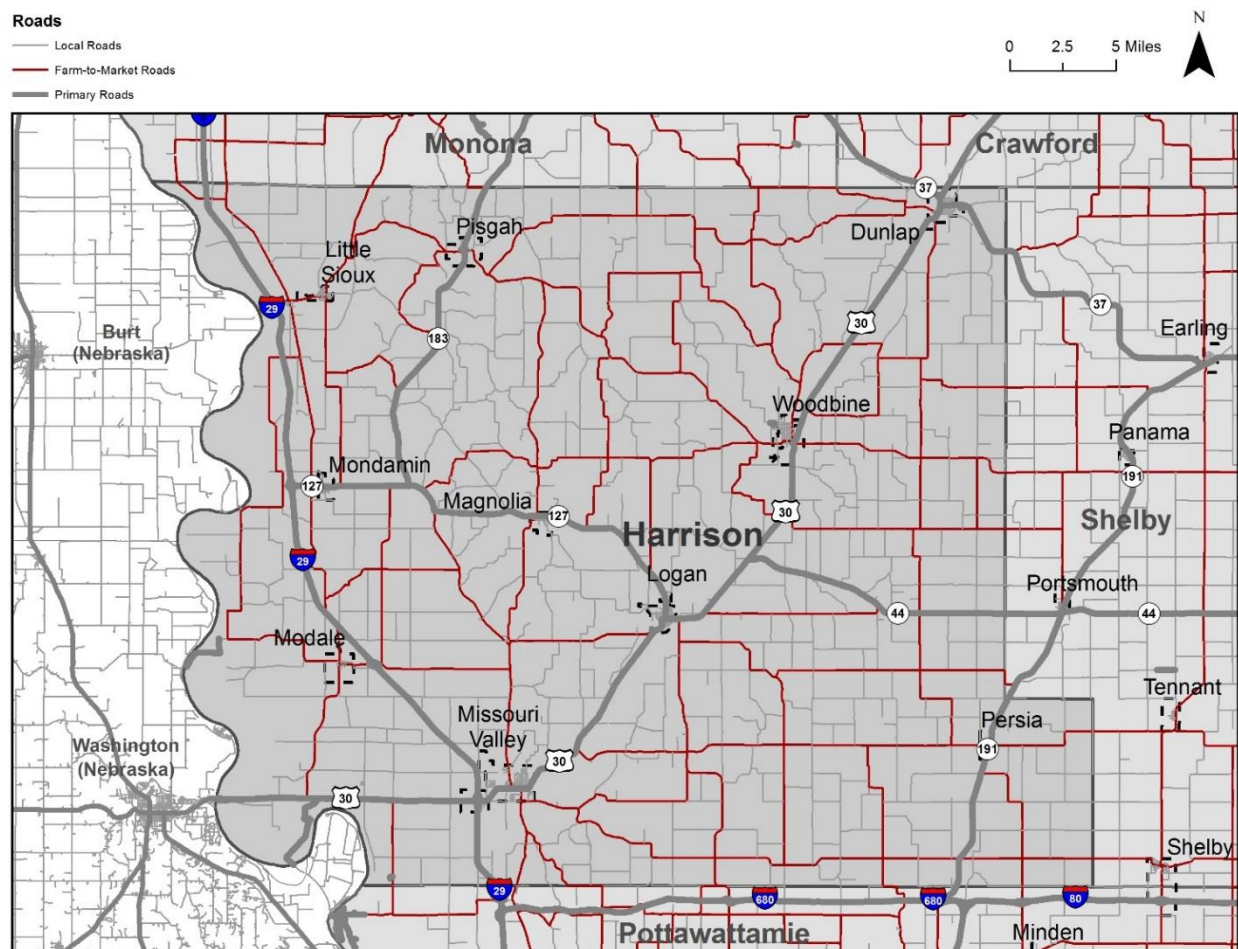 Roads
Local Roads
Farm-to-Market Roads
Primary Roads
N
0 2.5 5 Miles
Monona
Crawford
37
Pisgah
Dunlap
Little
Sioux
29
30
37
Burt
(Nebraska)
183
Earling
Woodbine
Panama
Mondamin
127
191
Magnolia
127
30
Shelby
Harrison
29
Logan
Portsmouth
44
44
Modale
Tennant
Missouri
Valley
Persia
Washington
(Nebraska)
30
191
30
Shelby
29
680
680
80
Pottawattamie
Minden